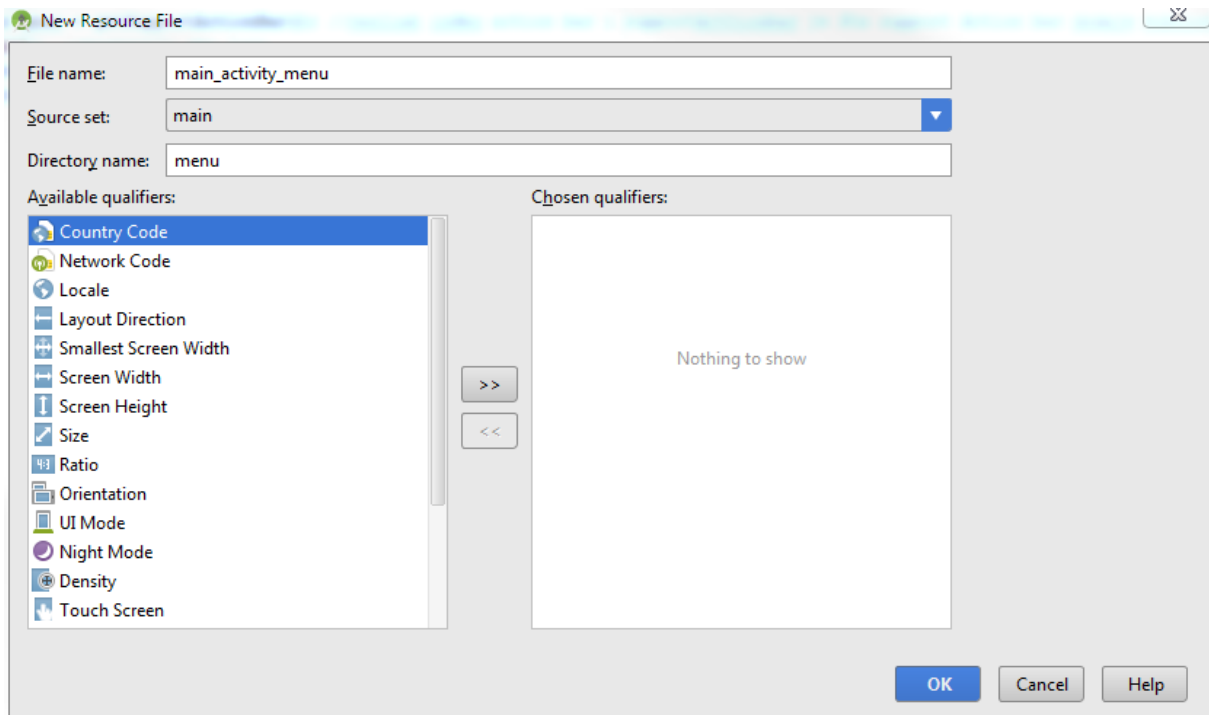 New Resource File
File name: main_activity_menu
Source set: main
Directory name: menu
Available qualifiers: Chosen qualifiers:
Country Code
Network Code
Locale
Layout Direction
Smallest Screen Width
Screen Width
Screen Height
Size
Ratio
Orientation
UI Mode
Night Mode
Density
Touch Screen
Nothing to show
>>
<<
OK Cancel Help